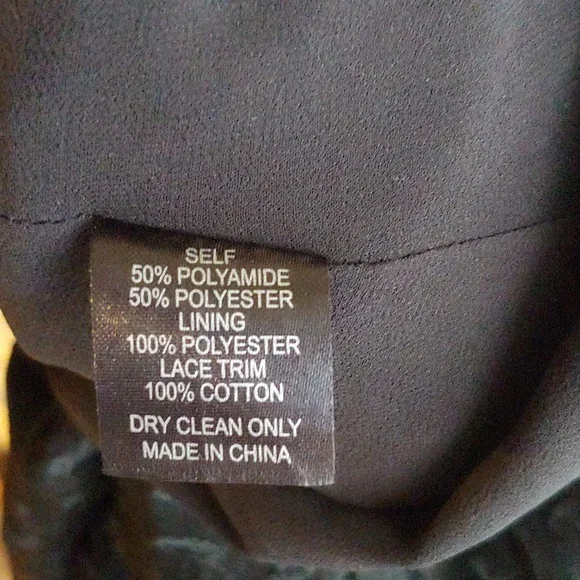 SELF
50% POLYAMIDE
50% POLYESTER
LINING
100% POLYESTER
LACE TRIM
100% COTTON
DRY CLEAN ONLY
MADE IN CHINA